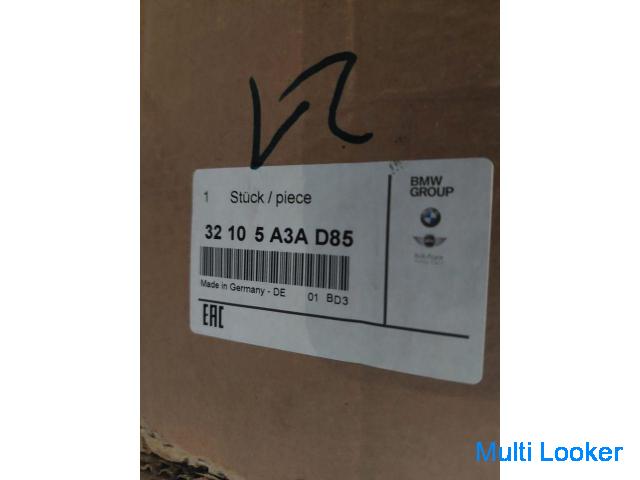 1 Stück / piece
32 10 5 A3A D85
Made in Germany - DE 01 BD3
EAC
BMW
GROUP
Multi Looker